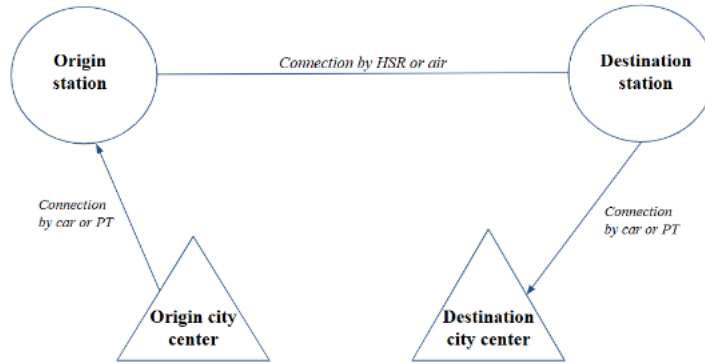 Origin
station
Connection by HSR or air
Destination
station
Connection
by car or PT
Connection
by car or PT
Origin city
center
Destination
city center